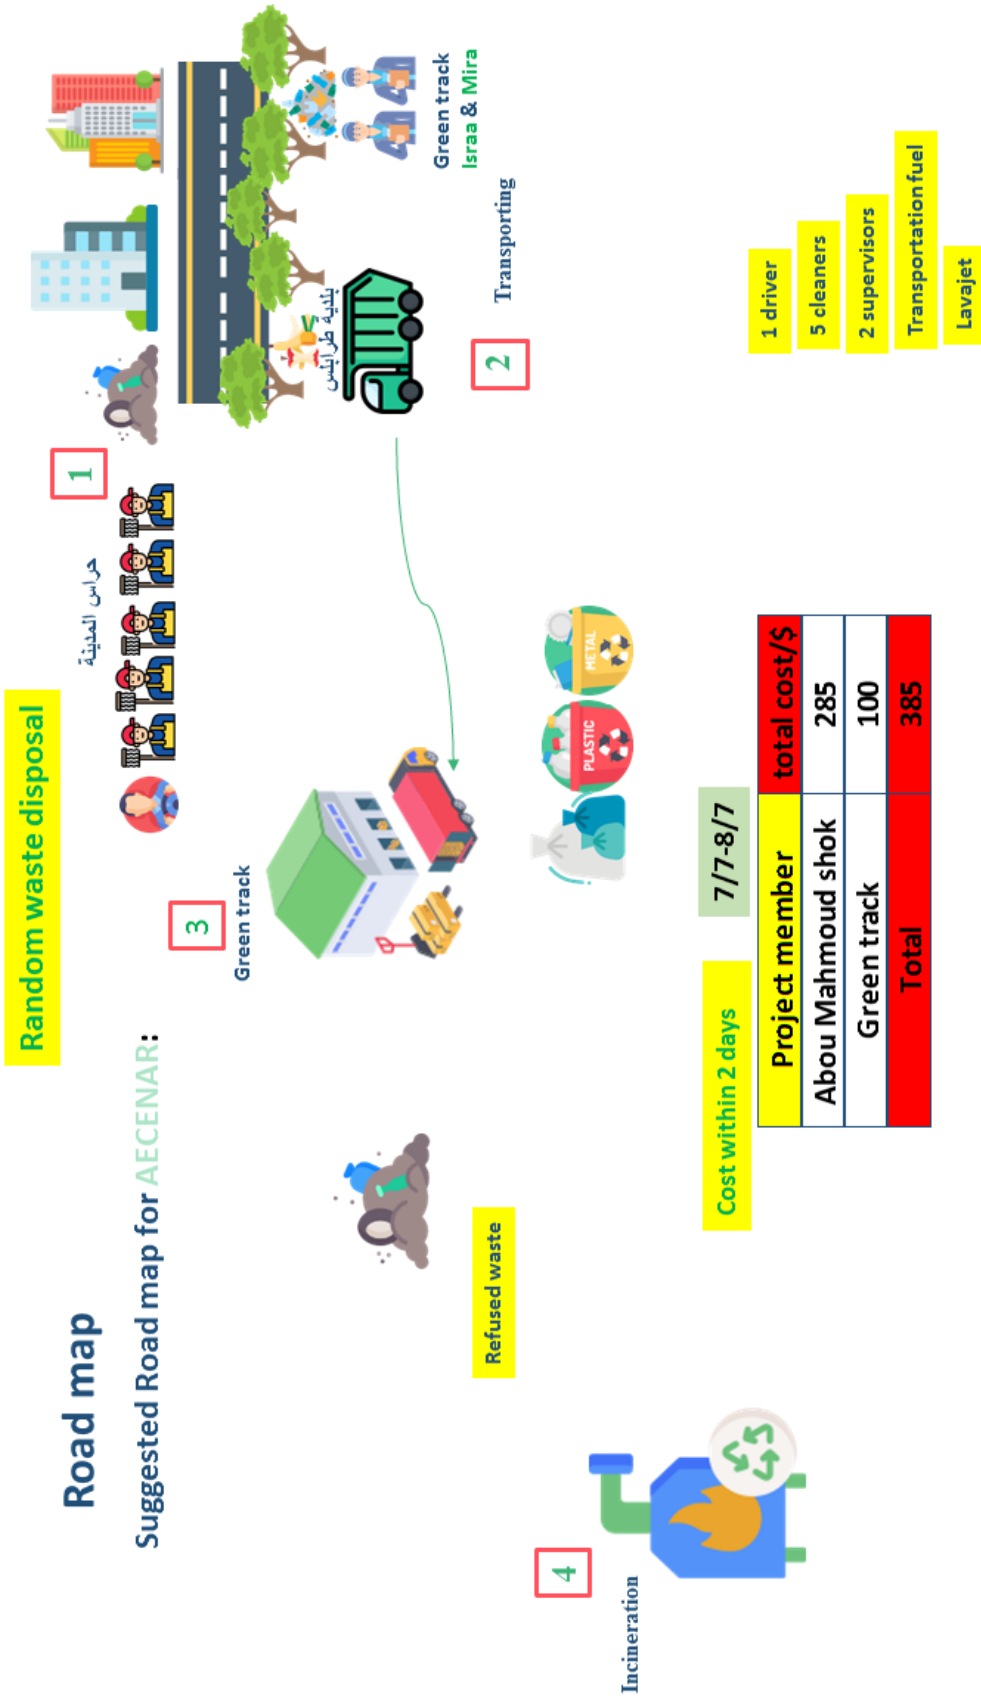 Road map
Random waste disposal
Suggested Road map for AECENAR:
حراس المدينة
1
3
Green track
بلدية طرابلس
Green track
Israa & Mira
2
Transporting
Refused waste
PLASTIC
METAL
4
Incineration
Cost within 2 days
7/7-8/7
Project member total cost/$
Abou Mahmoud shok 285
Green track 100
Total 385
1 driver
5 cleaners
2 supervisors
Transportation fuel
Lavajet